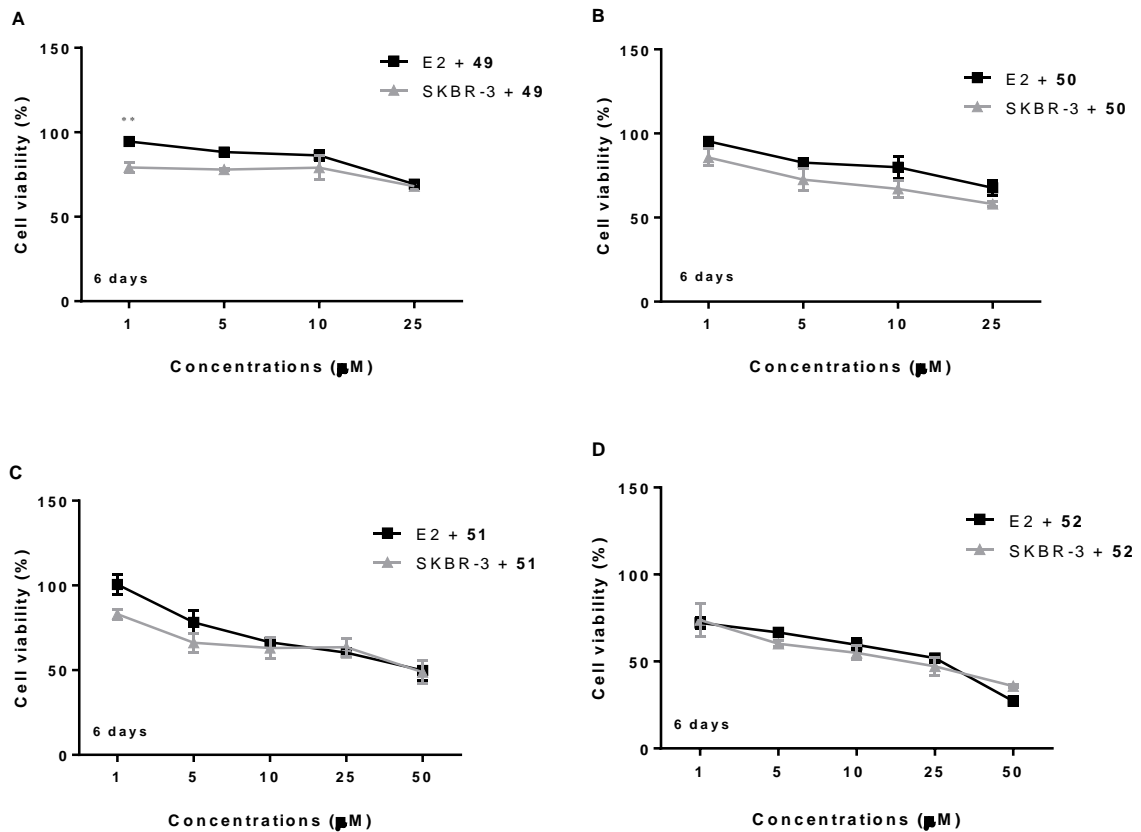 A
150
100
50
0
Cell viability (%)
**
E2 + 49
SKBR-3 + 49
6 days
1 5 10 25
Concentrations (µM)
B
150
100
50
0
Cell viability (%)
E2 + 50
SKBR-3 + 50
6 days
1 5 10 25
Concentrations (µM)
C
150
100
50
0
Cell viability (%)
E2 + 51
SKBR-3 + 51
6 days
1 5 10 25 50
Concentrations (µM)
D
150
100
50
0
Cell viability (%)
E2 + 52
SKBR-3 + 52
6 days
1 5 10 25 50
Concentrations (µM)